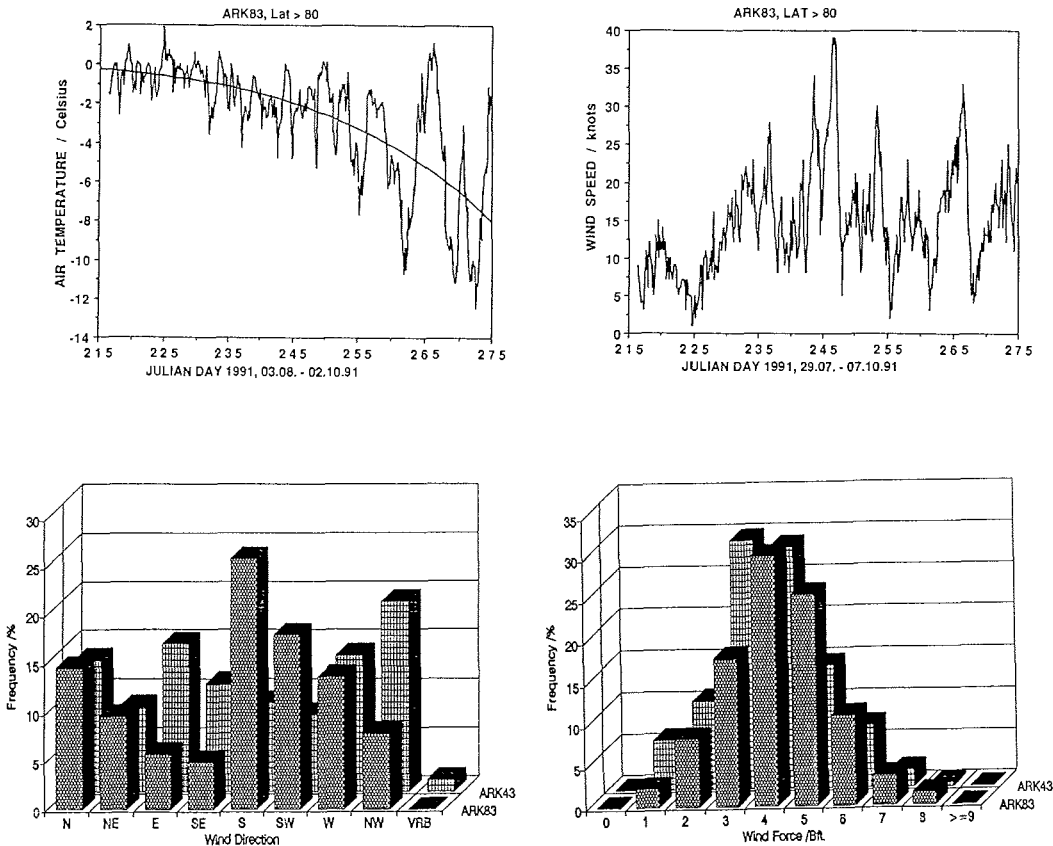 ARK83, Lat > 80
AIR TEMPERATURE / Celsius
2
0
-2
-4
-6
-8
-10
-12
-14
215 225 235 245 255 265 275
JULIAN DAY 1991, 03.08. - 02.10.91
ARK83, LAT > 80
WIND SPEED / knots
40
35
30
25
20
15
10
5
0
215 225 235 245 255 265 275
JULIAN DAY 1991, 29.07. - 07.10.91
Frequency /%
30
25
20
15
10
5
0
N NE E SE S SW W NW VRB
Wind Direction
ARK43
ARK83
Frequency /%
35
30
25
20
15
10
5
0
0 1 2 3 4 5 6 7 8 >=9
Wind Force /Bft.
ARK43
ARK83